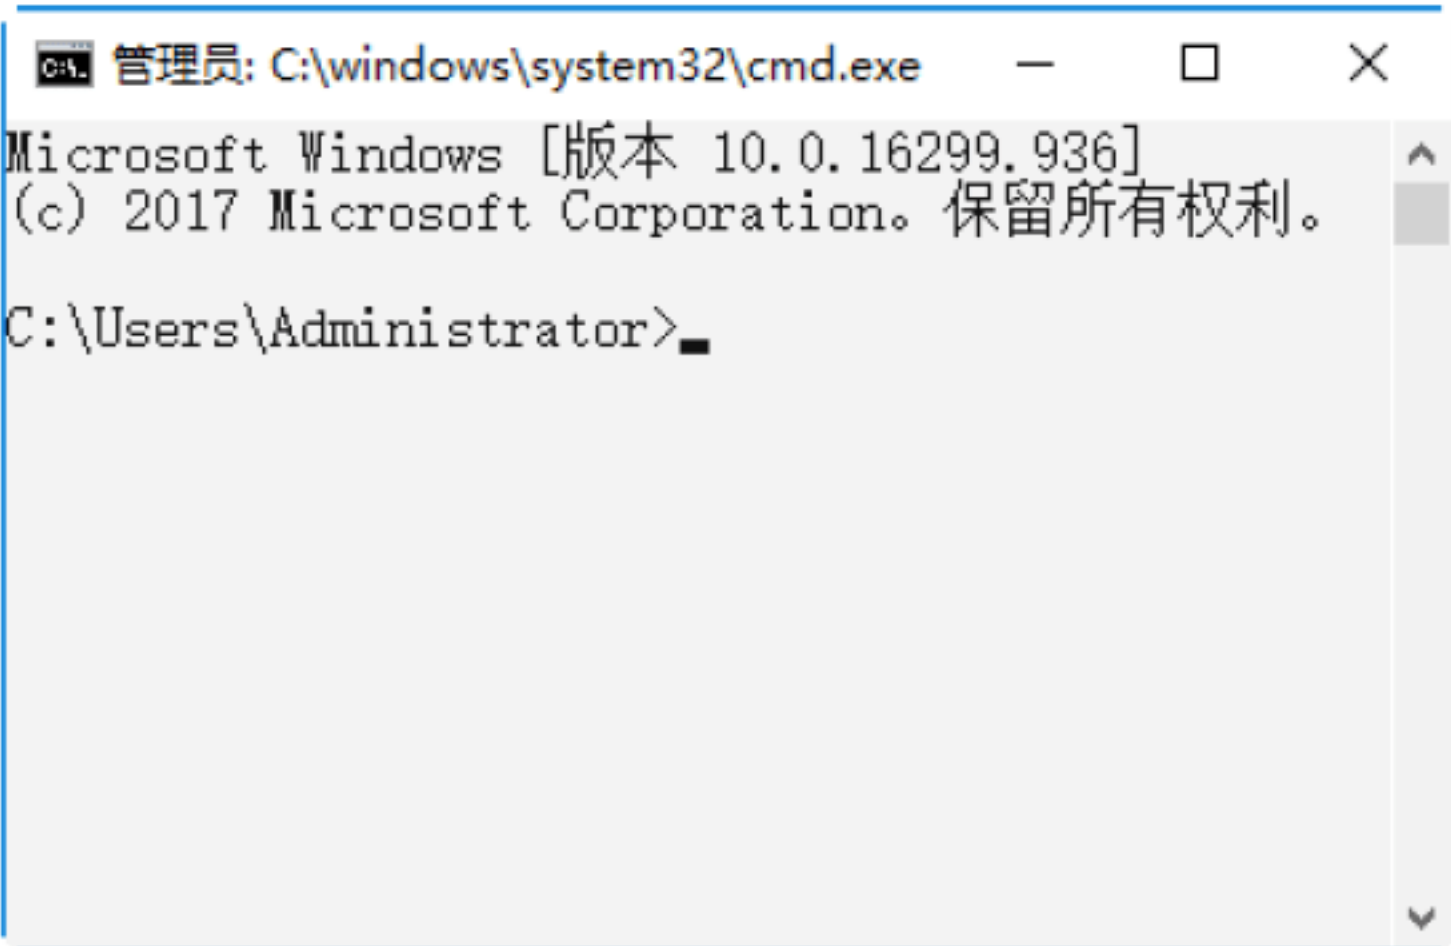 管理员: C:\windows\system32\cmd.exe
Microsoft Windows [版本 10.0.16299.936]
(c) 2017 Microsoft Corporation。保留所有权利。
C:\Users\Administrator>